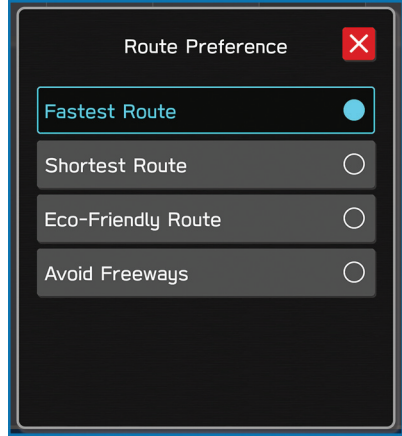 Route Preference
Fastest Route
Shortest Route
Eco-Friendly Route
Avoid Freeways